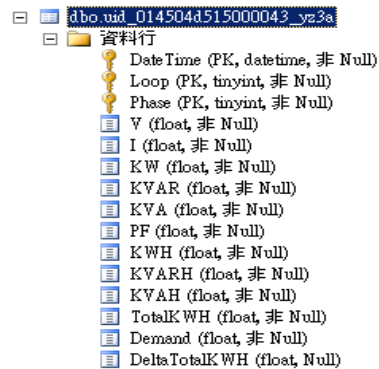 dbo.uid_014504d515000043_yz3a
資料行
DateTime (PK, datetime, 非 Null)
Loop (PK, tinyint, 非 Null)
Phase (PK, tinyint, 非 Null)
V (float, 非 Null)
I (float, 非 Null)
KW (float, 非 Null)
KVAR (float, 非 Null)
KVA (float, 非 Null)
PF (float, 非 Null)
KWH (float, 非 Null)
KVARH (float, 非 Null)
KVAH (float, 非 Null)
TotalKWH (float, 非 Null)
Demand (float, 非 Null)
DeltaTotalKWH (float, Null)